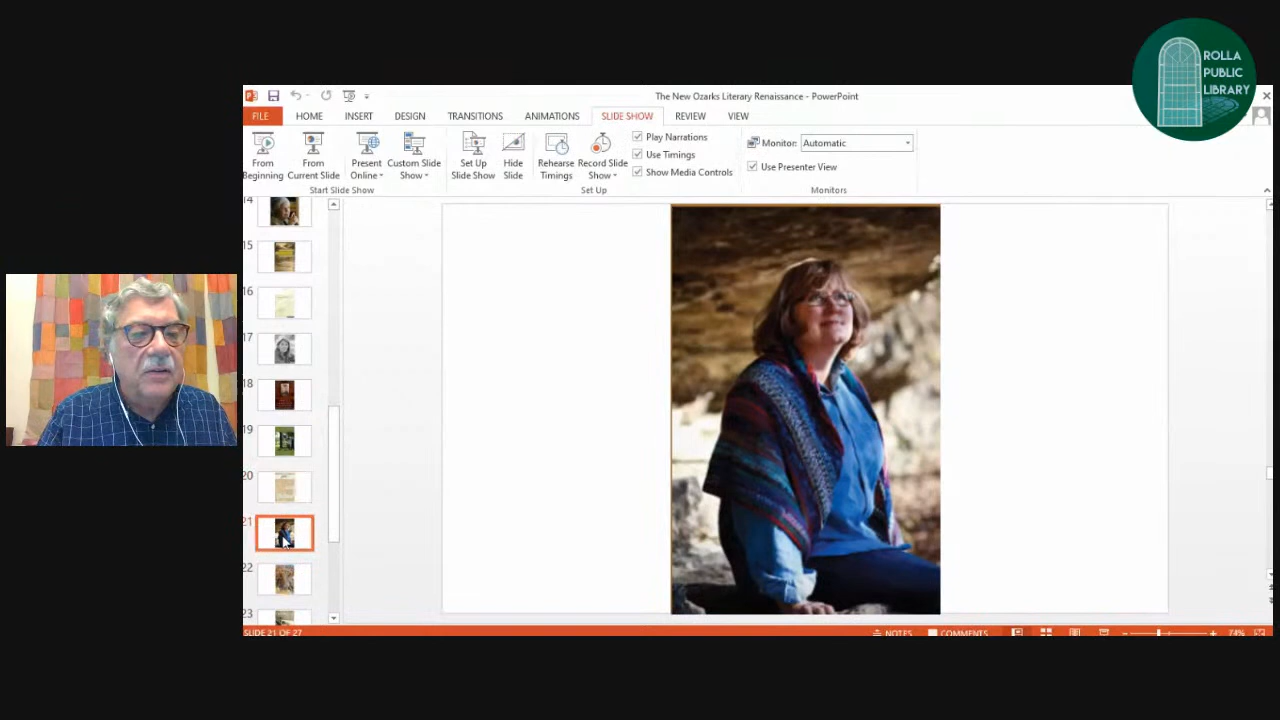 ROLLA
PUBLIC
LIBRARY
The New Ozarks Literary Renaissance - PowerPoint
FILE HOME INSERT DESIGN TRANSITIONS ANIMATIONS SLIDE SHOW REVIEW VIEW
From Beginning
From Current Slide
Present Online
Custom Slide Show
Set Up Slide Show
Hide Slide
Rehearse Timings
Record Slide Show
Play Narrations
Use Timings
Show Media Controls
Monitor: Automatic
Use Presenter View
Start Slide Show
Set Up
Monitors
14
15
16
17
18
19
20
21
22
23
SLIDE 21 OF 27
NOTES
COMMENTS
74%